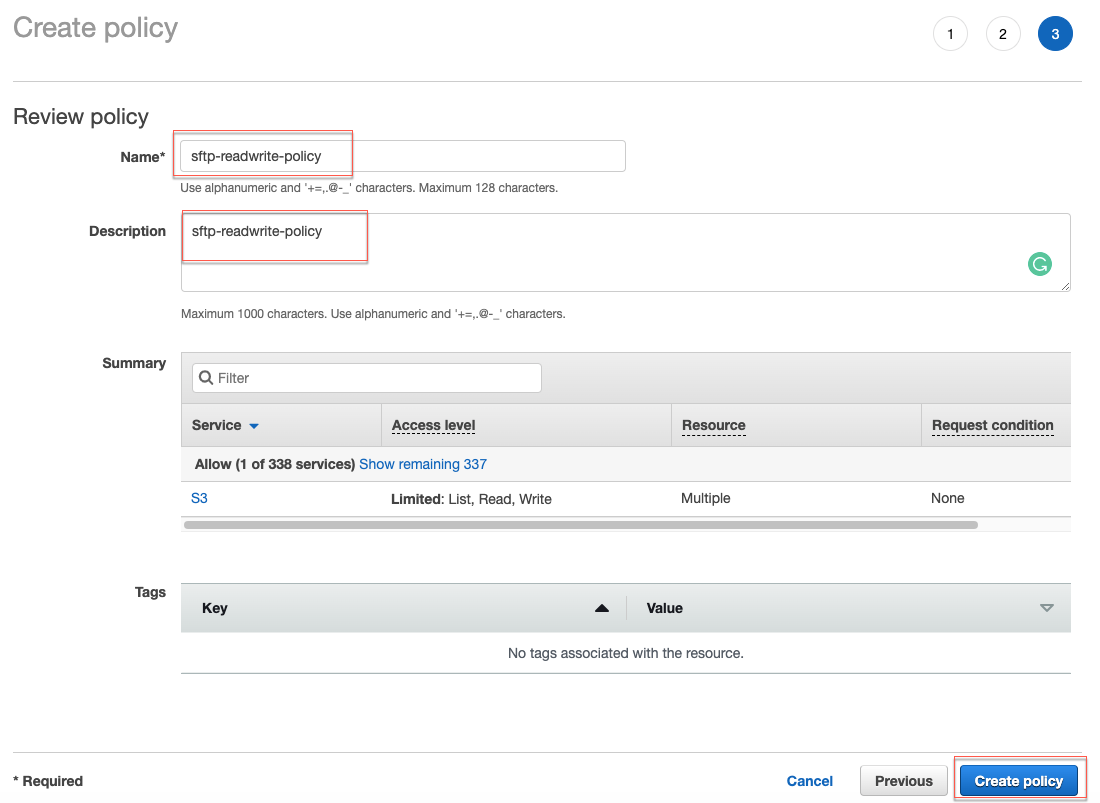 Create policy
1 2 3
Review policy
Name* sftp-readwrite-policy
Use alphanumeric and '+=,.@-_' characters. Maximum 128 characters.
Description sftp-readwrite-policy
Maximum 1000 characters. Use alphanumeric and '+=,.@-_' characters.
Summary Filter
Service Access level Resource Request condition
Allow (1 of 338 services) Show remaining 337
S3 Limited: List, Read, Write Multiple None
Tags Key Value
No tags associated with the resource.
* Required Cancel Previous Create policy